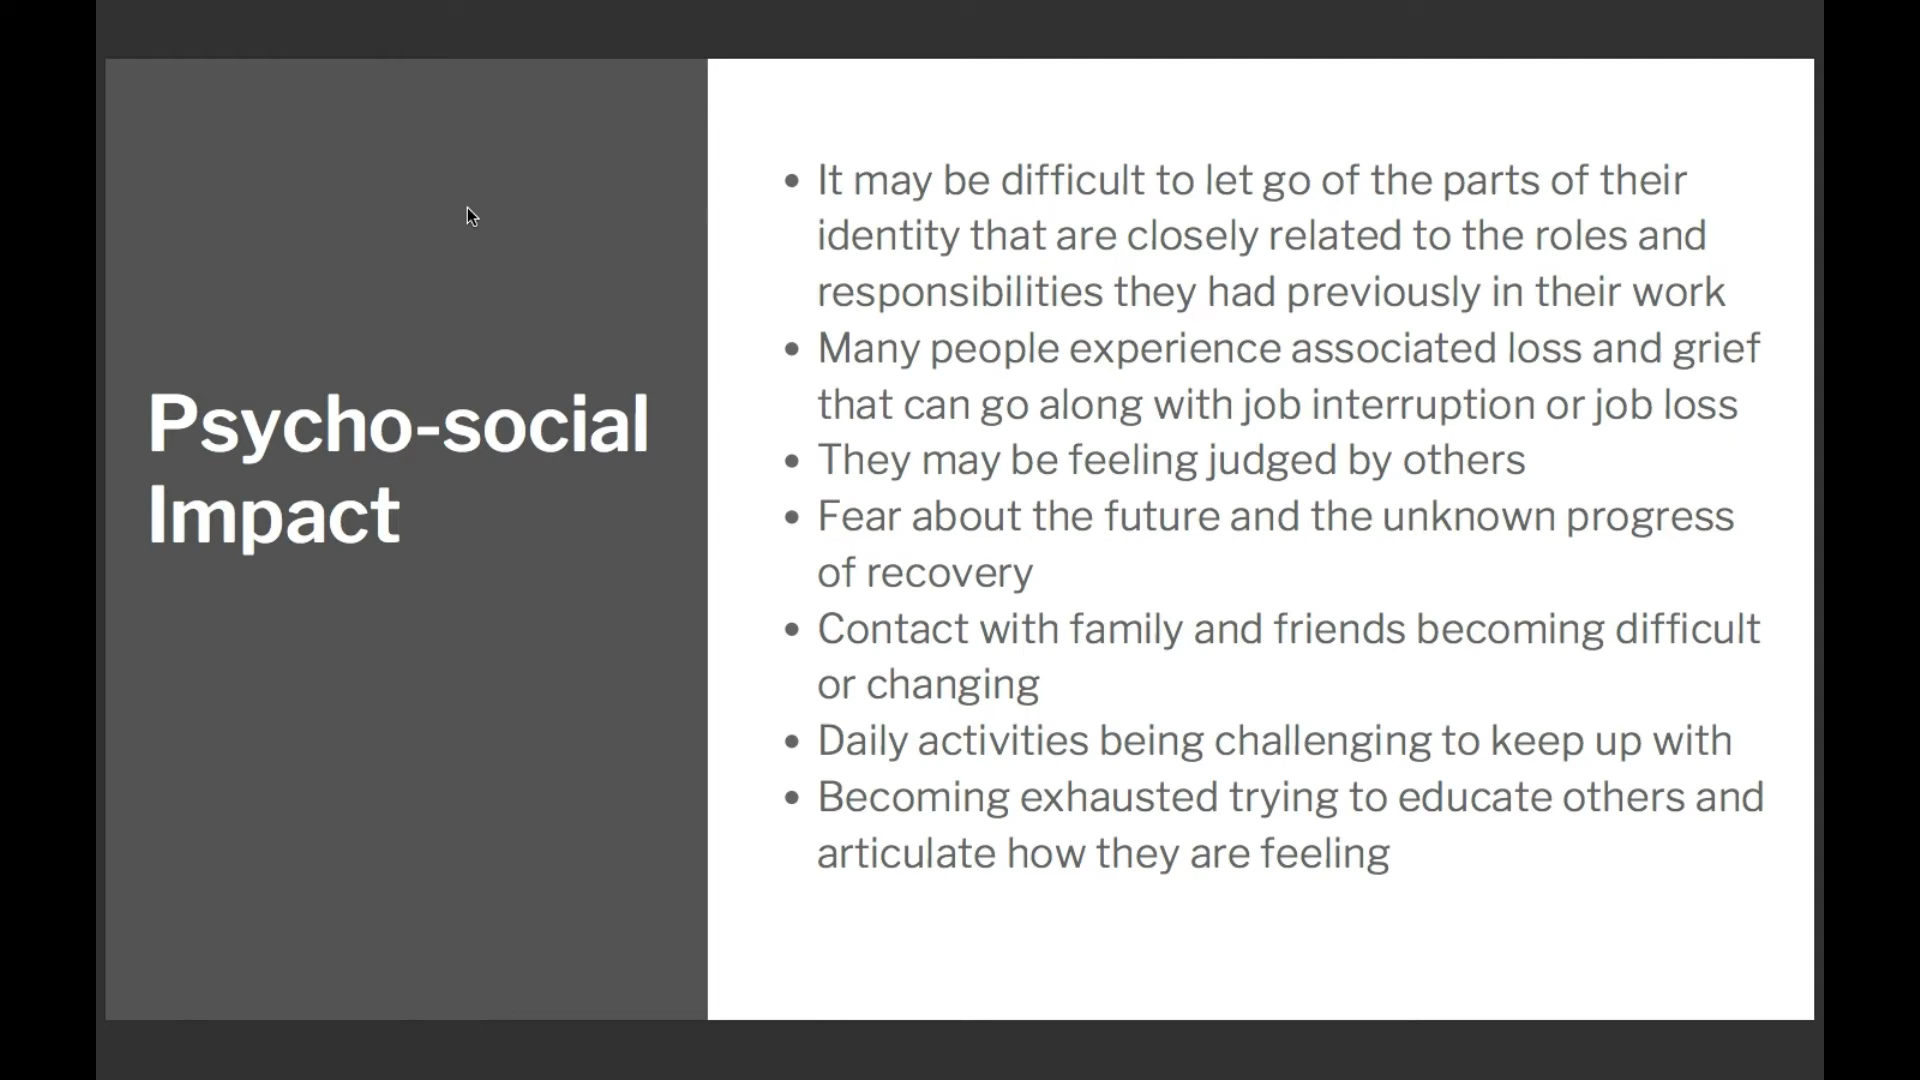 Psycho-social
Impact
• It may be difficult to let go of the parts of their
identity that are closely related to the roles and
responsibilities they had previously in their work
• Many people experience associated loss and grief
that can go along with job interruption or job loss
• They may be feeling judged by others
• Fear about the future and the unknown progress
of recovery
• Contact with family and friends becoming difficult
or changing
• Daily activities being challenging to keep up with
• Becoming exhausted trying to educate others and
articulate how they are feeling